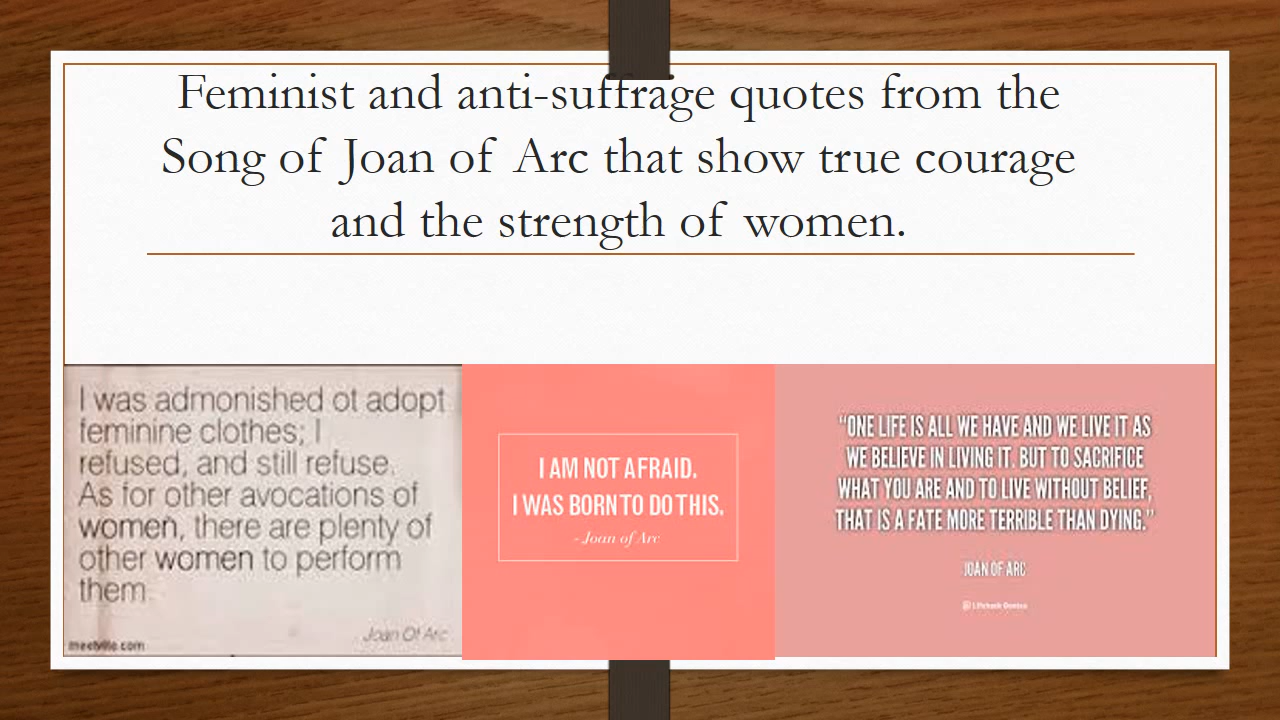 Feminist and anti-suffrage quotes from the
Song of Joan of Arc that show true courage
and the strength of women.
I was admonished ot adopt
feminine clothes; I
refused, and still refuse.
As for other avocations of
women, there are plenty of
other women to perform
them
Joan Of Arc
meetville.com
I AM NOT AFRAID.
I WAS BORN TO DO THIS.
- Joan of Arc
“ONE LIFE IS ALL WE HAVE AND WE LIVE IT AS
WE BELIEVE IN LIVING IT. BUT TO SACRIFICE
WHAT YOU ARE AND TO LIVE WITHOUT BELIEF,
THAT IS A FATE MORE TERRIBLE THAN DYING.”
JOAN OF ARC
Lifehack Quotes